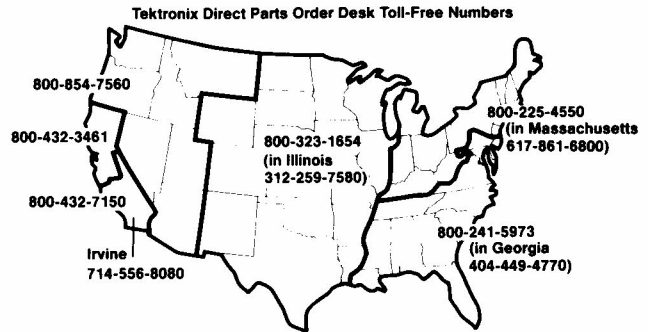 Tektronix Direct Parts Order Desk Toll-Free Numbers
800-854-7560
800-432-3461
800-432-7150
Irvine
714-556-8080
800-323-1654
(in Illinois
312-259-7580)
800-225-4550
(in Massachusetts
617-861-6800)
800-241-5973
(in Georgia
404-449-4770)